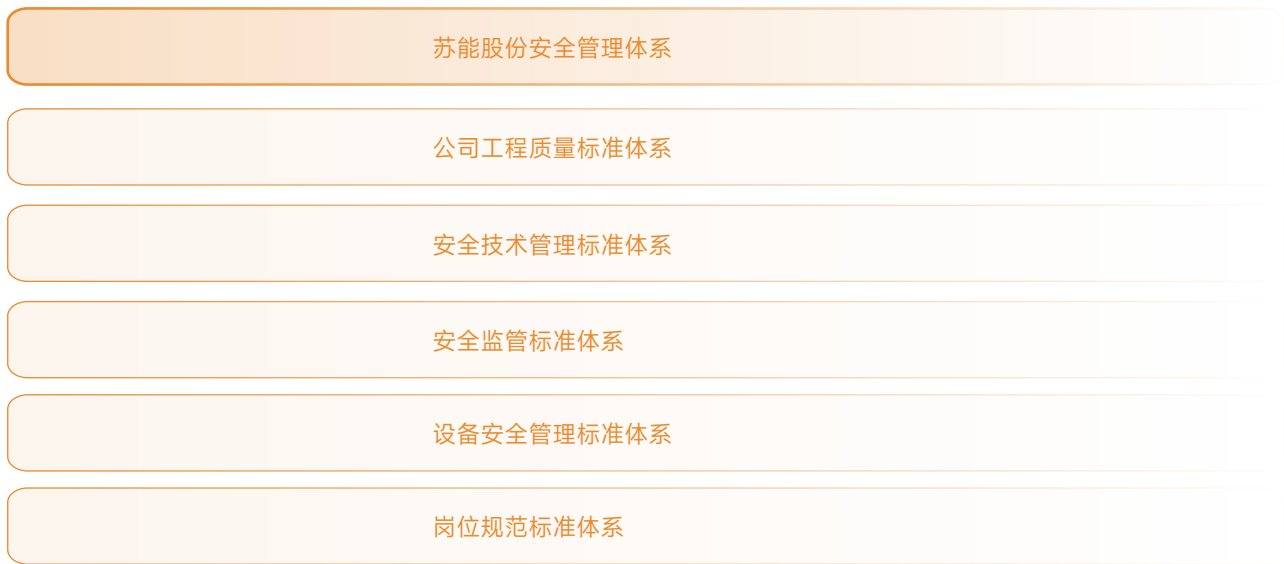 苏能股份安全管理体系
公司工程质量标准体系
安全技术管理标准体系
安全监管标准体系
设备安全管理标准体系
岗位规范标准体系